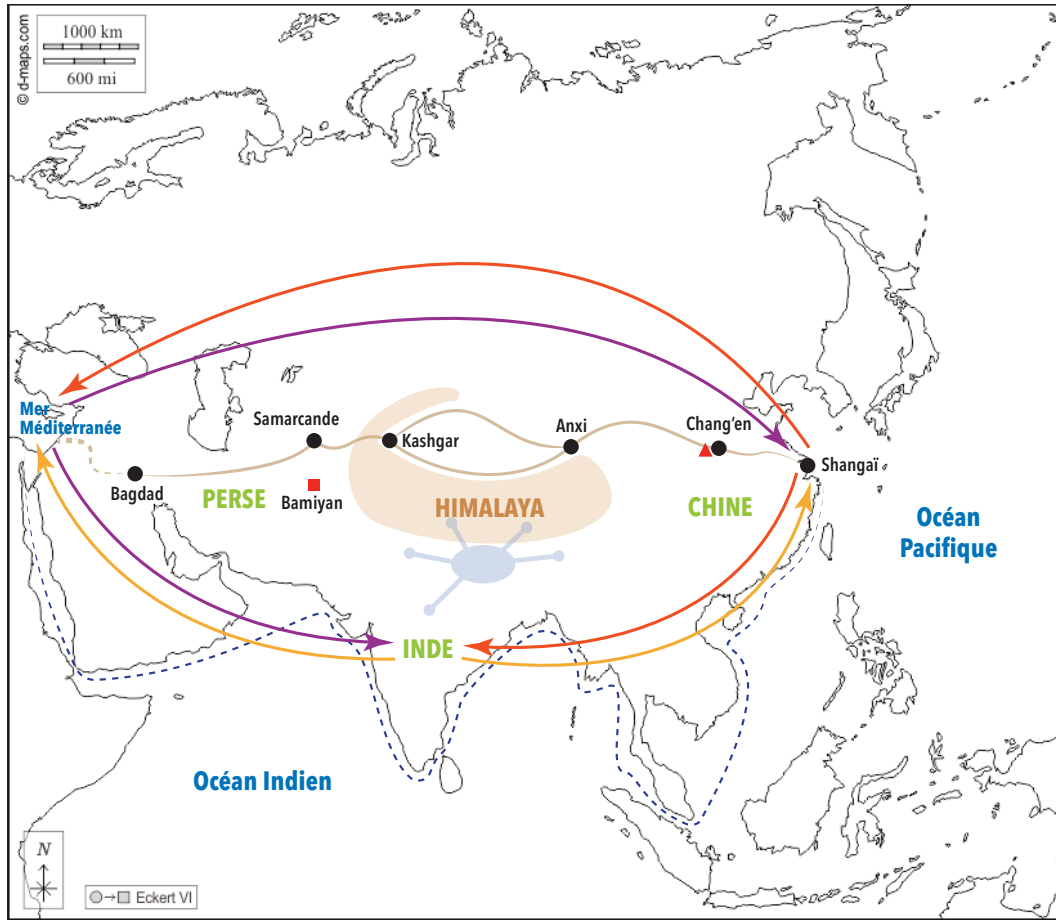 1000 km
600 mi
© d-maps.com
Mer
Méditerranée
Samarcande
Kashgar
Anxi
Chang'en
Shangaï
Bagdad
PERSE
Bamiyan
HIMALAYA
CHINE
Océan
Pacifique
INDE
Océan Indien
N
Eckert VI